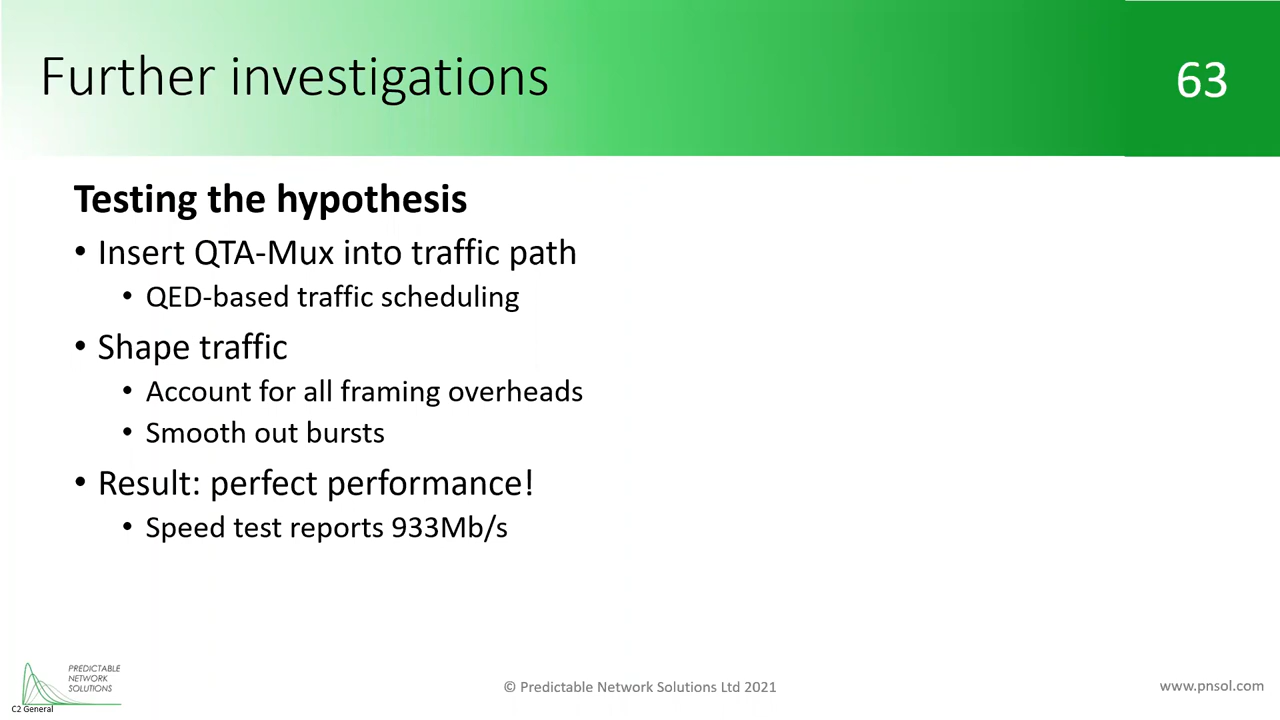 Further investigations
63
Testing the hypothesis
• Insert QTA-Mux into traffic path
• QED-based traffic scheduling
• Shape traffic
• Account for all framing overheads
• Smooth out bursts
• Result: perfect performance!
• Speed test reports 933Mb/s
PREDICTABLE
NETWORK
SOLUTIONS
C2 General
© Predictable Network Solutions Ltd 2021
www.pnsol.com